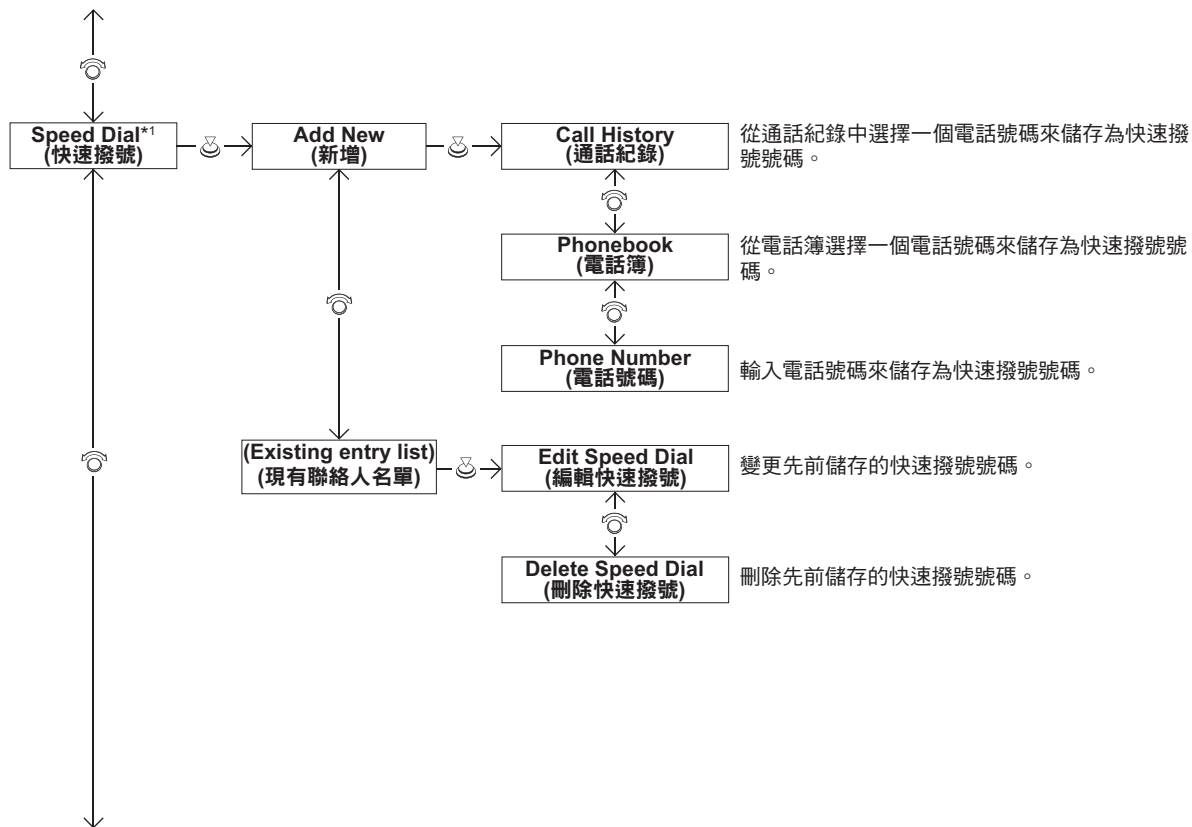 Speed Dial*1
(快速撥號)
Add New
(新增)
Call History
(通話紀錄)
從通話紀錄中選擇一個電話號碼來儲存為快速撥
號號碼。
Phonebook
(電話簿)
從電話簿選擇一個電話號碼來儲存為快速撥號號
碼。
Phone Number
(電話號碼)
輸入電話號碼來儲存為快速撥號號碼。
(Existing entry list)
(現有聯絡人名單)
Edit Speed Dial
(編輯快速撥號)
變更先前儲存的快速撥號號碼。
Delete Speed Dial
(刪除快速撥號)
刪除先前儲存的快速撥號號碼。